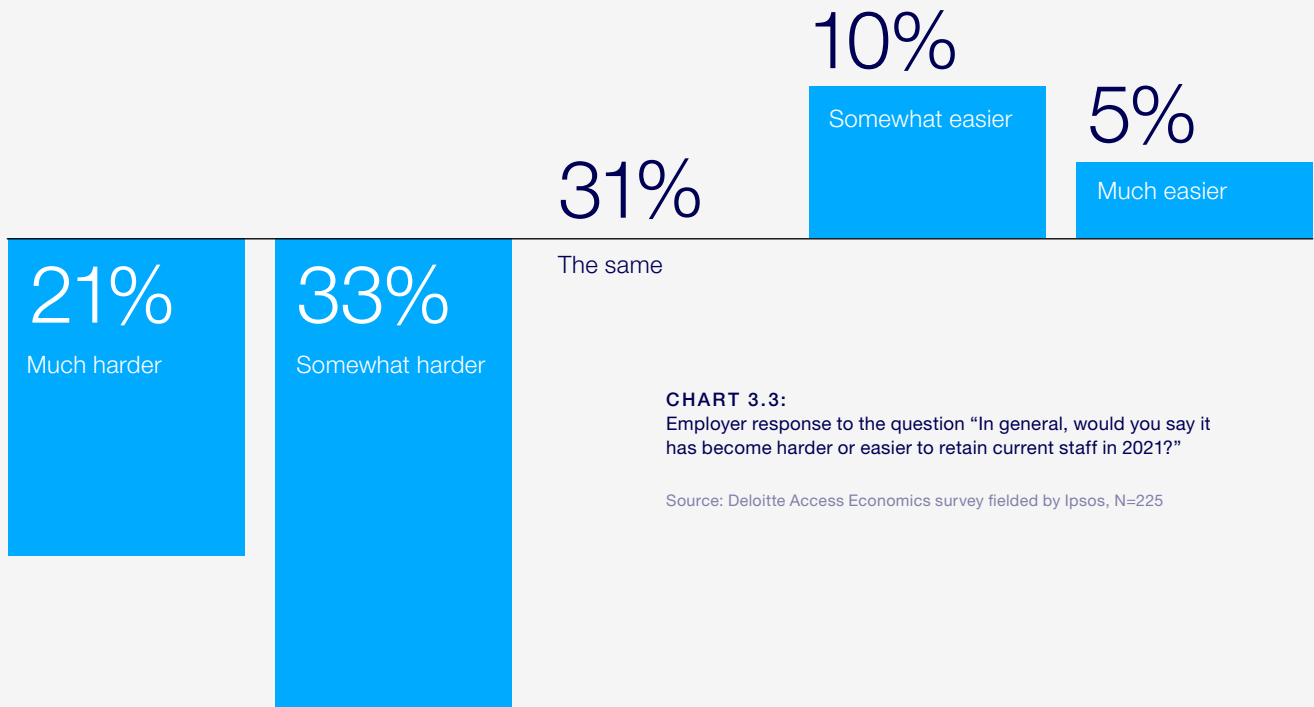 21%
Much harder
33%
Somewhat harder
31%
The same
10%
Somewhat easier
5%
Much easier
CHART 3.3:
Employer response to the question “In general, would you say it
has become harder or easier to retain current staff in 2021?”
Source: Deloitte Access Economics survey fielded by Ipsos, N=225